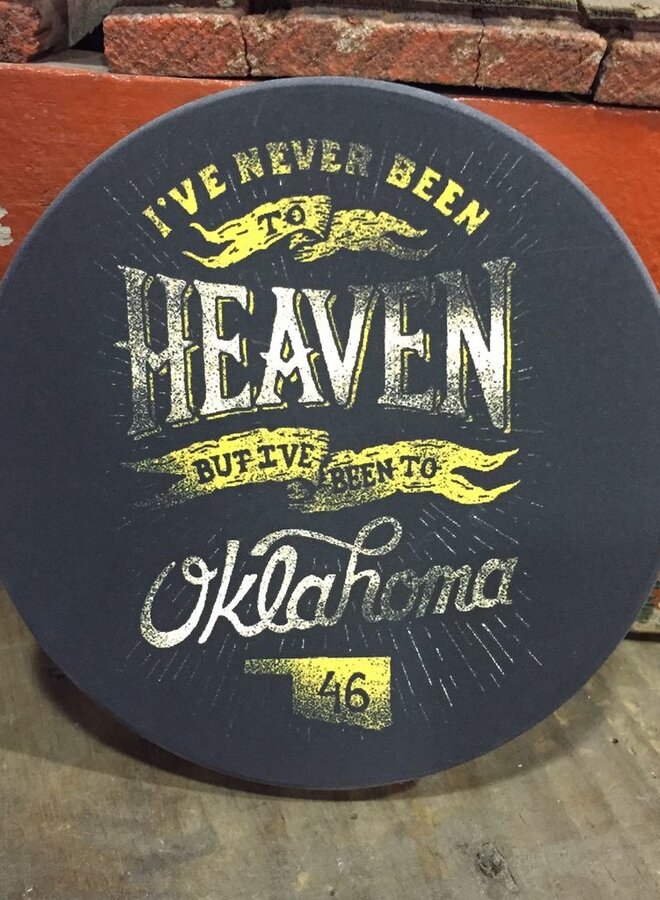 I'VE NEVER BEEN
TO
HEAVEN
BUT I'VE BEEN TO
Oklahoma
46